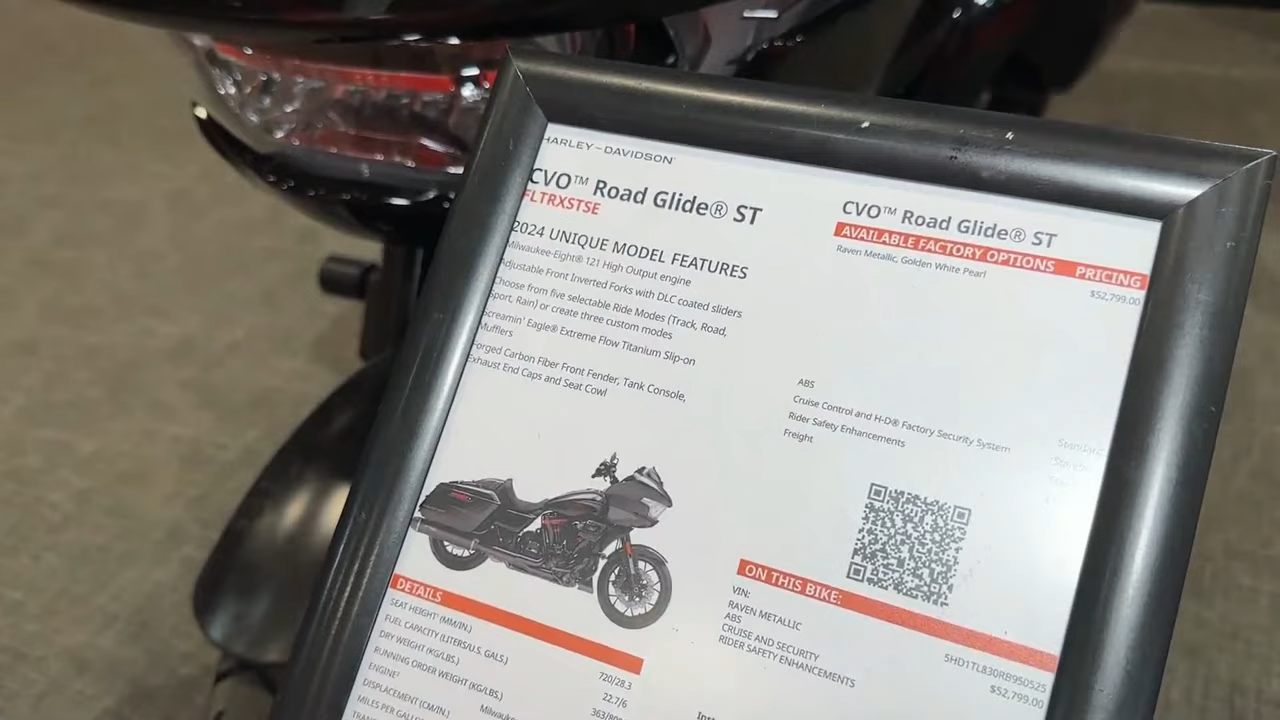 HARLEY-DAVIDSON
CVO™ Road Glide® ST
FLTRXSTSE
2024 UNIQUE MODEL FEATURES
Milwaukee-Eight® 121 High Output engine
Adjustable Front Inverted Forks with DLC coated sliders
Choose from five selectable Ride Modes (Track, Road,
Sport, Rain) or create three custom modes
Screamin' Eagle® Extreme Flow Titanium Slip-on
Mufflers
Forged Carbon Fiber Front Fender, Tank Console,
Exhaust End Caps and Seat Cowl
DETAILS
SEAT HEIGHT¹ (MM/IN.) 720/28.3
FUEL CAPACITY (LITERS/U.S. GALS.) 22.7/6
DRY WEIGHT (KG/LBS.)
RUNNING ORDER WEIGHT (KG/LBS.)
ENGINE²
DISPLACEMENT (CM/IN.)
CVO™ Road Glide® ST
AVAILABLE FACTORY OPTIONS PRICING
Raven Metallic, Golden White Pearl
$52,799.00
ABS
Cruise Control and H-D® Factory Security System
Rider Safety Enhancements
Freight
ON THIS BIKE:
VIN: 5HD1TL830RB950525
RAVEN METALLIC $52,799.00
ABS
CRUISE AND SECURITY
RIDER SAFETY ENHANCEMENTS